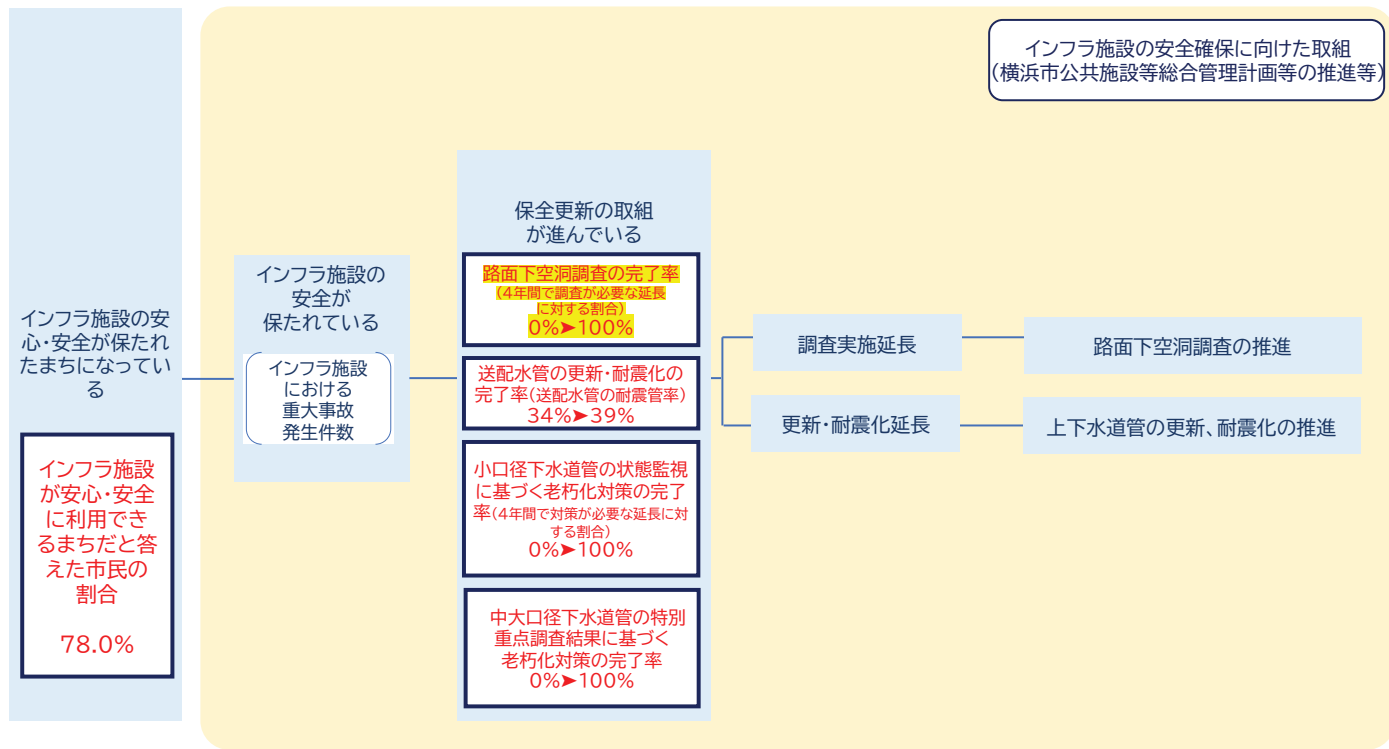 インフラ施設の安全確保に向けた取組
(横浜市公共施設等総合管理計画等の推進等)
インフラ施設の安
心・安全が保たれ
たまちになってい
る
インフラ施設
が安心・安全
に利用でき
るまちだと答
えた市民の
割合
78.0%
インフラ施設の
安全が
保たれている
インフラ施設
における
重大事故
発生件数
保全更新の取組
が進んでいる
路面下空洞調査の完了率
(4年間で調査が必要な延長
に対する割合)
0%➤100%
送配水管の更新・耐震化の
完了率(送配水管の耐震管率)
34%➤39%
小口径下水道管の状態監視
に基づく老朽化対策の完了
率(4年間で対策が必要な延長に対
する割合)
0%➤100%
中大口径下水道管の特別
重点調査結果に基づく
老朽化対策の完了率
0%➤100%
調査実施延長
路面下空洞調査の推進
更新・耐震化延長
上下水道管の更新、耐震化の推進